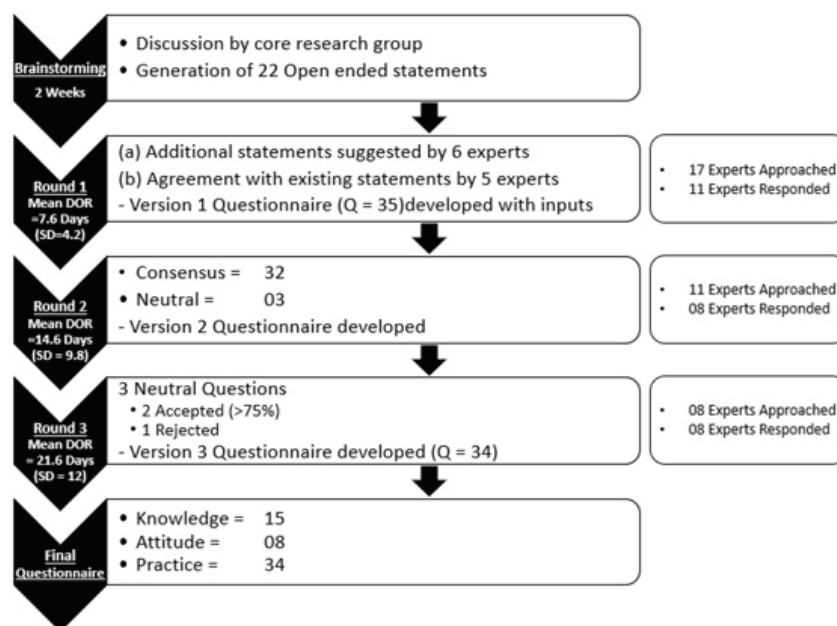 Brainstorming
2 Weeks
• Discussion by core research group
• Generation of 22 Open ended statements
Round 1
Mean DOR
=7.6 Days
(SD=4.2)
(a) Additional statements suggested by 6 experts
(b) Agreement with existing statements by 5 experts
- Version 1 Questionnaire (Q = 35)developed with inputs
• 17 Experts Approached
• 11 Experts Responded
Round 2
Mean DOR
=14.6 Days
(SD = 9.8)
• Consensus = 32
• Neutral = 03
- Version 2 Questionnaire developed
• 11 Experts Approached
• 08 Experts Responded
Round 3
Mean DOR
= 21.6 Days
(SD = 12)
3 Neutral Questions
• 2 Accepted (>75%)
• 1 Rejected
- Version 3 Questionnaire developed (Q = 34)
• 08 Experts Approached
• 08 Experts Responded
Final
Questionnaire
• Knowledge = 15
• Attitude = 08
• Practice = 34